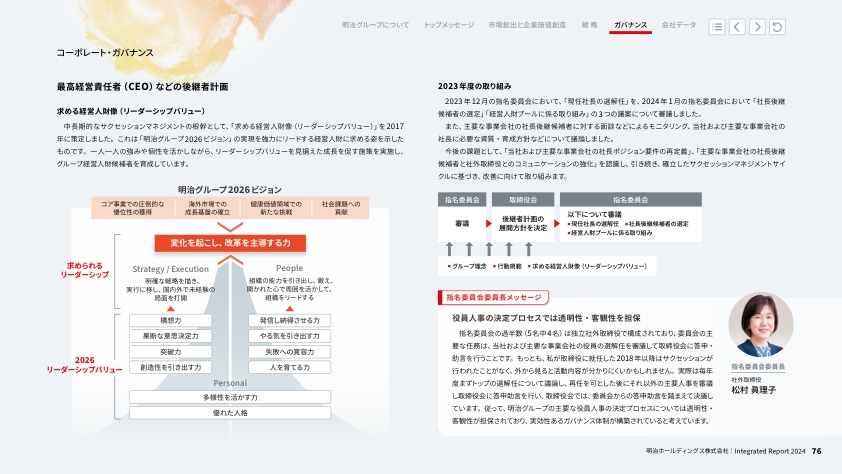 明治グループについて トップメッセージ 市場創出と企業価値創造 戦略 ガバナンス 会社データ
コーポレート・ガバナンス
最高経営責任者（CEO）などの後継者計画
求める経営人財像（リーダーシップバリュー）
中長期的なサクセッションマネジメントの根幹として、「求める経営人財像（リーダーシップバリュー）」を2017
年に策定しました。これは「明治グループ2026ビジョン」の実現を強力にリードする経営人財に求める姿を示した
ものです。一人一人の強みや個性を活かしながら、リーダーシップバリューを見据えた成長を促す施策を実施し、
グループ経営人財候補者を育成しています。
明治グループ2026ビジョン
コア事業での圧倒的な
優位性の獲得
海外市場での
成長基盤の確立
健康価値領域での
新たな挑戦
社会課題への
貢献
変化を起こし、改革を主導する力
求められる
リーダーシップ
Strategy / Execution
明確な戦略を描き、
実行に移し、国内外で未経験の
局面を打開
People
組織の能力を引き出し、鍛え、
開かれた心で周囲を活かして、
組織をリードする
2026
リーダーシップバリュー
構想力
果断な意思決定力
突破力
創造性を引き出す力
発信し納得させる力
やる気を引き出す力
失敗への寛容力
人を育てる力
Personal
多様性を活かす力
優れた人格
2023年度の取り組み
2023年12月の指名委員会において、「現任社長の選解任」を、2024年1月の指名委員会において「社長後継
候補者の選定」「経営人財プールに係る取り組み」の3つの議案について審議しました。
また、主要な事業会社の社長後継候補者に対する面談などによるモニタリング、当社および主要な事業会社の
社長に必要な資質・育成方針などについて議論しました。
今後の課題として、「当社および主要な事業会社の社長ポジション要件の再定義」、「主要な事業会社の社長後継
候補者と社外取締役とのコミュニケーションの強化」を認識し、引き続き、確立したサクセッションマネジメントサイ
クルに基づき、改善に向けて取り組みます。
指名委員会
審議
取締役会
後継者計画の
展開方針を決定
指名委員会
以下について審議
●現任社長の選解任 ●社長後継候補者の選定
●経営人財プールに係る取り組み
●グループ理念 ●行動規範 ●求める経営人財像（リーダーシップバリュー）
指名委員会委員長メッセージ
役員人事の決定プロセスでは透明性・客観性を担保
指名委員会の過半数（5名中4名）は独立社外取締役で構成されており、委員会の主
要な任務は、当社および主要な事業会社の役員の選解任を審議して取締役会に答申・
助言を行うことです。もっとも、私が取締役に就任した2018年以降はサクセッションが
行われたことがなく、外から見ると活動内容が分かりにくいかもしれません。実際は毎年
度まずトップの選解任について議論し、再任を可とした後にそれ以外の主要人事を審議
し取締役会に答申助言を行い、取締役会では、委員会からの答申助言を踏まえて決議し
ています。従って、明治グループの主要な役員人事の決定プロセスについては透明性・
客観性が担保されており、実効性あるガバナンス体制が構築されていると考えています。
指名委員会委員長
社外取締役
松村 眞理子
明治ホールディングス株式会社 | Integrated Report 2024 76